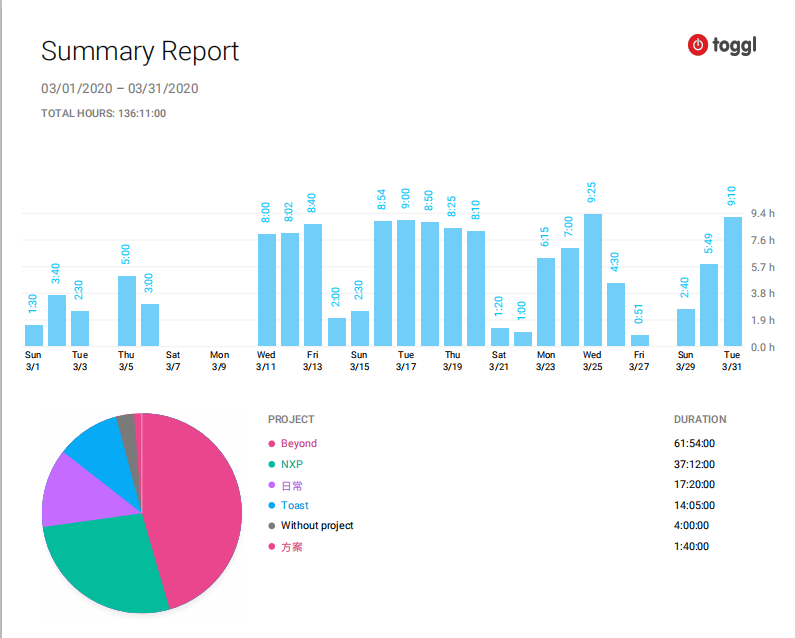 Summary Report
toggl
03/01/2020 – 03/31/2020
TOTAL HOURS: 136:11:00
1:30
3:40
2:30
5:00
3:00
8:00
8:02
8:40
2:00
2:30
8:54
9:00
8:50
8:25
8:10
1:20
1:00
6:15
7:00
9:25
4:30
0:51
2:40
5:49
9:10
9.4 h
7.6 h
5.7 h
3.8 h
1.9 h
0.0 h
Sun Tue Thu Sat Mon Wed Fri Sun Tue Thu Sat Mon Wed Fri Sun Tue
3/1 3/3 3/5 3/7 3/9 3/11 3/13 3/15 3/17 3/19 3/21 3/23 3/25 3/27 3/29 3/31
PROJECT DURATION
Beyond 61:54:00
NXP 37:12:00
日常 17:20:00
Toast 14:05:00
Without project 4:00:00
方案 1:40:00